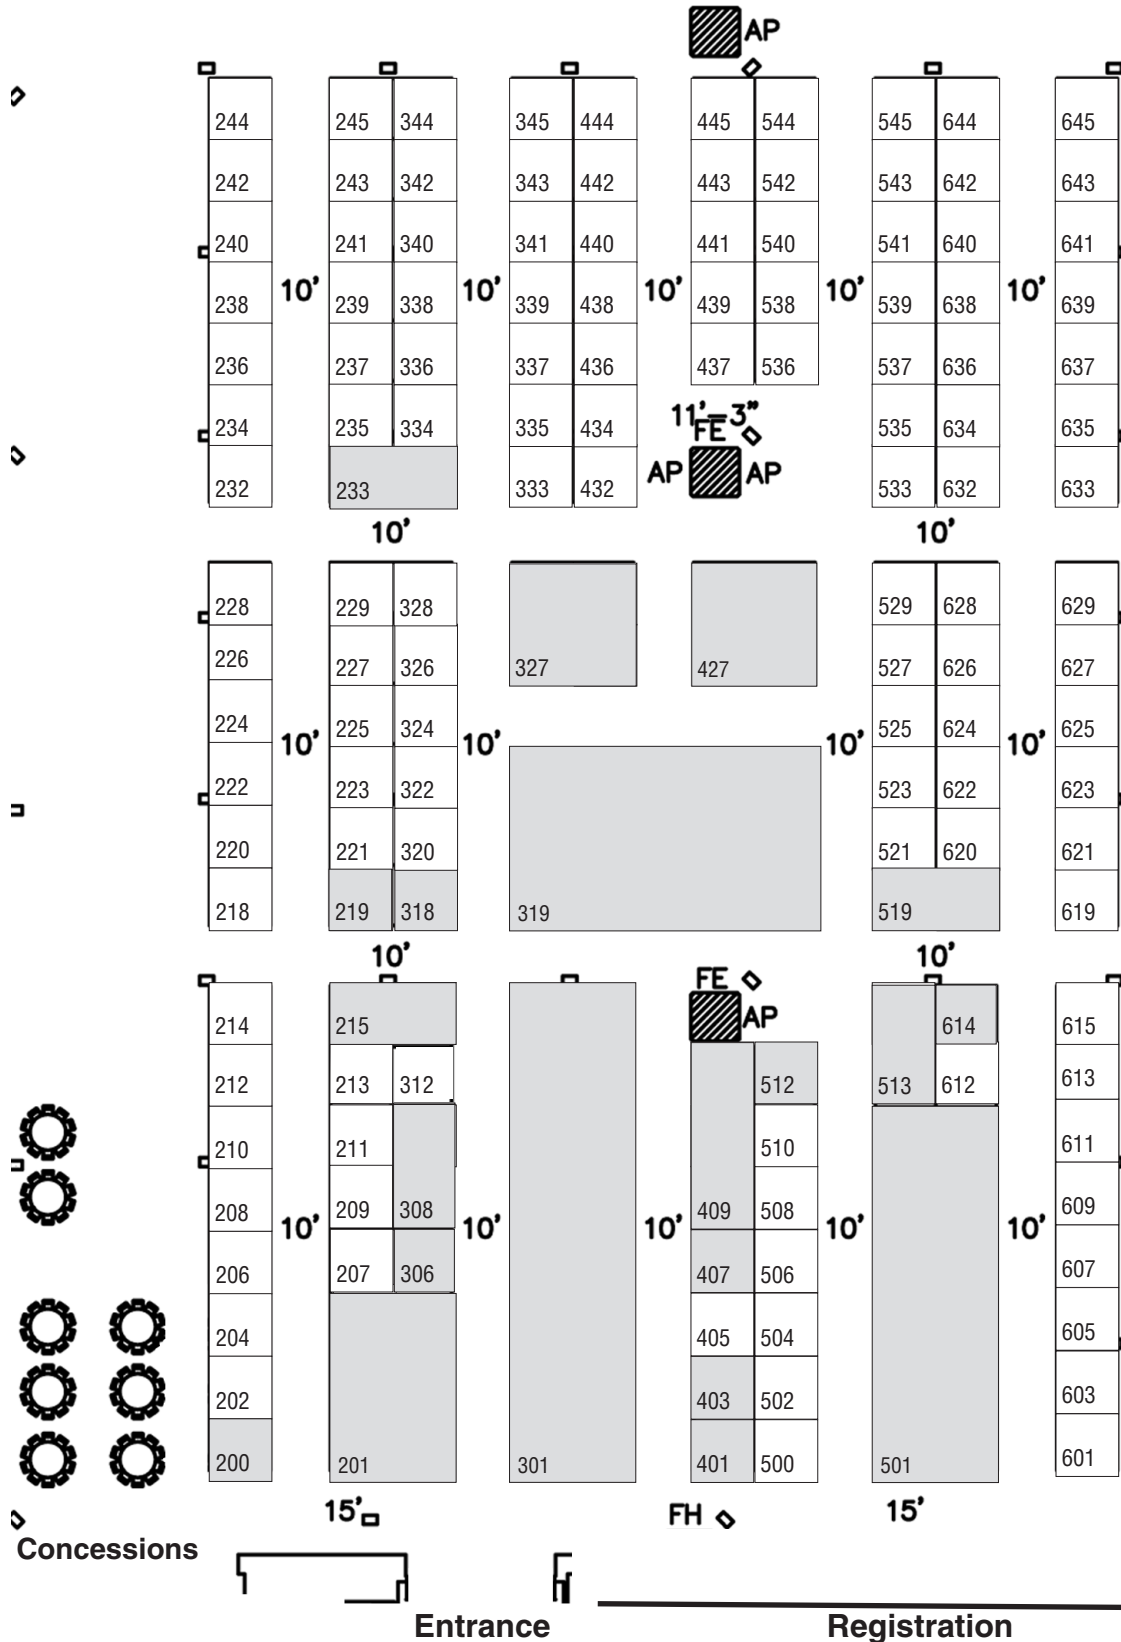 AP
244 245 344 345 444 445 544 545 644 645
242 243 342 343 442 443 542 543 642 643
240 241 340 341 440 441 540 541 640 641
10' 10' 10' 10' 10'
238 239 338 339 438 439 538 539 638 639
236 237 336 337 436 437 536 537 636 637
11'-3"
234 235 334 335 434 FE 535 634 635
AP AP
232 233 333 432 533 632 633
10' 10'
228 229 328 529 628 629
226 227 326 327 427 527 626 627
224 225 324 525 624 625
10' 10' 10' 10'
222 223 322 523 622 623
220 221 320 521 620 621
218 219 318 319 519 619
10' 10'
FE
214 215 AP 614 615
212 213 312 512 513 612 613
210 211 510 611
208 209 308 409 508 609
10' 10' 10' 10' 10'
206 207 306 407 506 607
204 405 504 605
202 403 502 603
200 201 301 401 500 501 601
15' FH 15'
Concessions
Entrance Registration